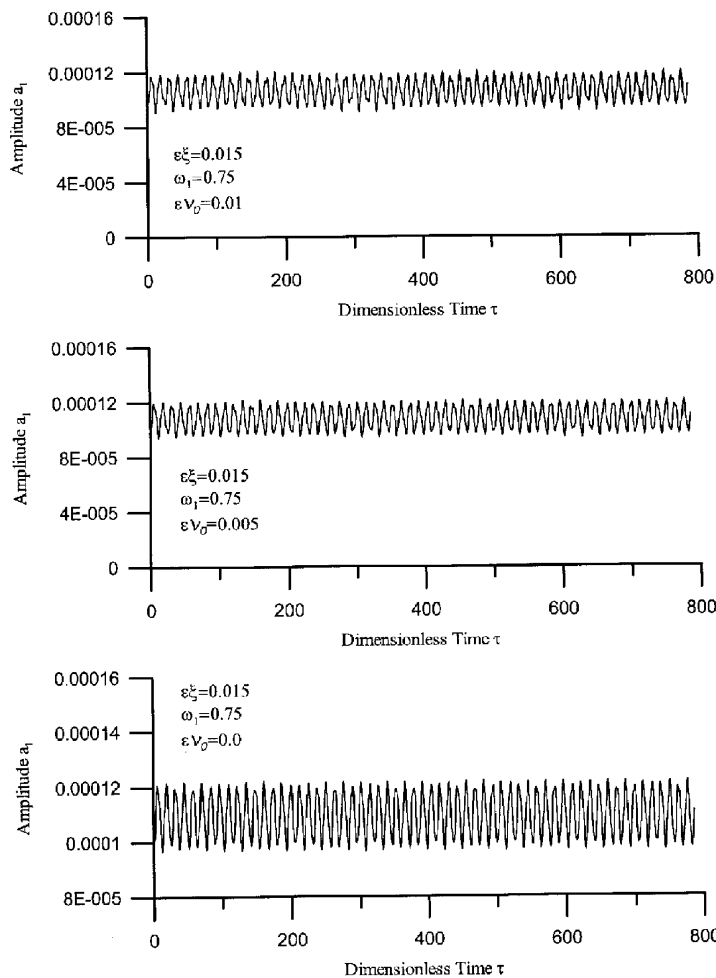 0.00016
0.00012
8E-005
4E-005
0
Amplitude a₁
εξ=0.015
ω₁=0.75
εν₀=0.01
0 200 400 600 800
Dimensionless Time τ
0.00016
0.00012
8E-005
4E-005
0
Amplitude a₁
εξ=0.015
ω₁=0.75
εν₀=0.005
0 200 400 600 800
Dimensionless Time τ
0.00016
0.00014
0.00012
0.0001
8E-005
Amplitude a₁
εξ=0.015
ω₁=0.75
εν₀=0.0
0 200 400 600 800
Dimensionless Time τ